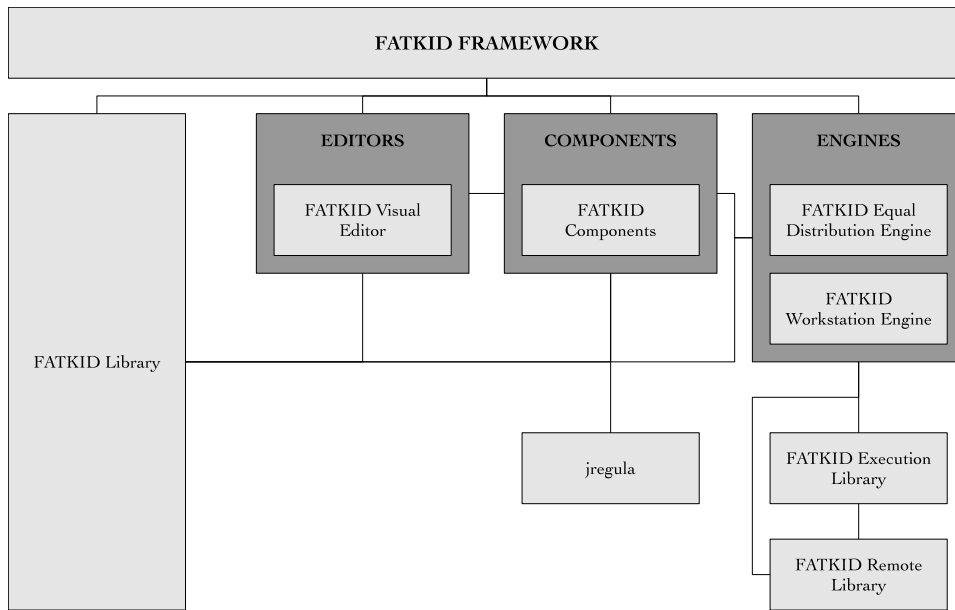 FATKID FRAMEWORK
EDITORS
COMPONENTS
ENGINES
FATKID Visual
Editor
FATKID
Components
FATKID Equal
Distribution Engine
FATKID
Workstation Engine
FATKID Library
jregula
FATKID Execution
Library
FATKID Remote
Library